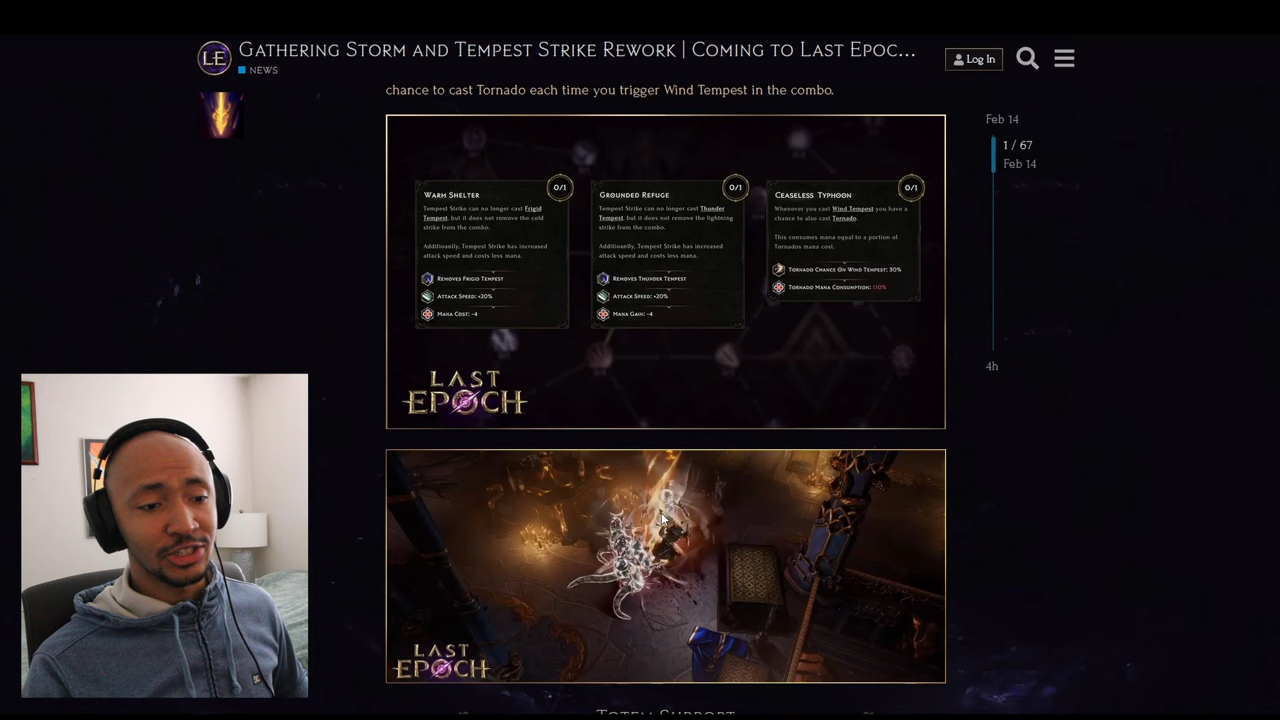 LE
GATHERING STORM AND TEMPEST STRIKE REWORK | COMING TO LAST EPOC...
NEWS
Log In
chance to cast Tornado each time you trigger Wind Tempest in the combo.
WARM SHELTER
0/1
Tempest Strike can no longer cast Frigid
Tempest, but it does not remove the cold
strike from the combo.
Additioanlly, Tempest Strike has increased
attack speed and costs less mana.
REMOVES FRIGID TEMPEST
ATTACK SPEED: +20%
MANA COST: -4
GROUNDED REFUGE
0/1
Tempest Strike can no longer cast Thunder
Tempest, but it does not remove the lightning
strike from the combo.
Additioanlly, Tempest Strike has increased
attack speed and costs less mana.
REMOVES THUNDER TEMPEST
ATTACK SPEED: +20%
MANA GAIN: -4
CEASELESS TYPHOON
0/1
Whenever you cast Wind Tempest you have a
chance to also cast Tornado.
This consumes mana equal to a portion of
Tornados mana cost.
TORNADO CHANCE ON WIND TEMPEST: 30%
TORNADO MANA CONSUMPTION: 110%
LAST
EPOCH
Feb 14
1 / 67
Feb 14
4h
LAST
EPOCH
TOTEM SUPPORT